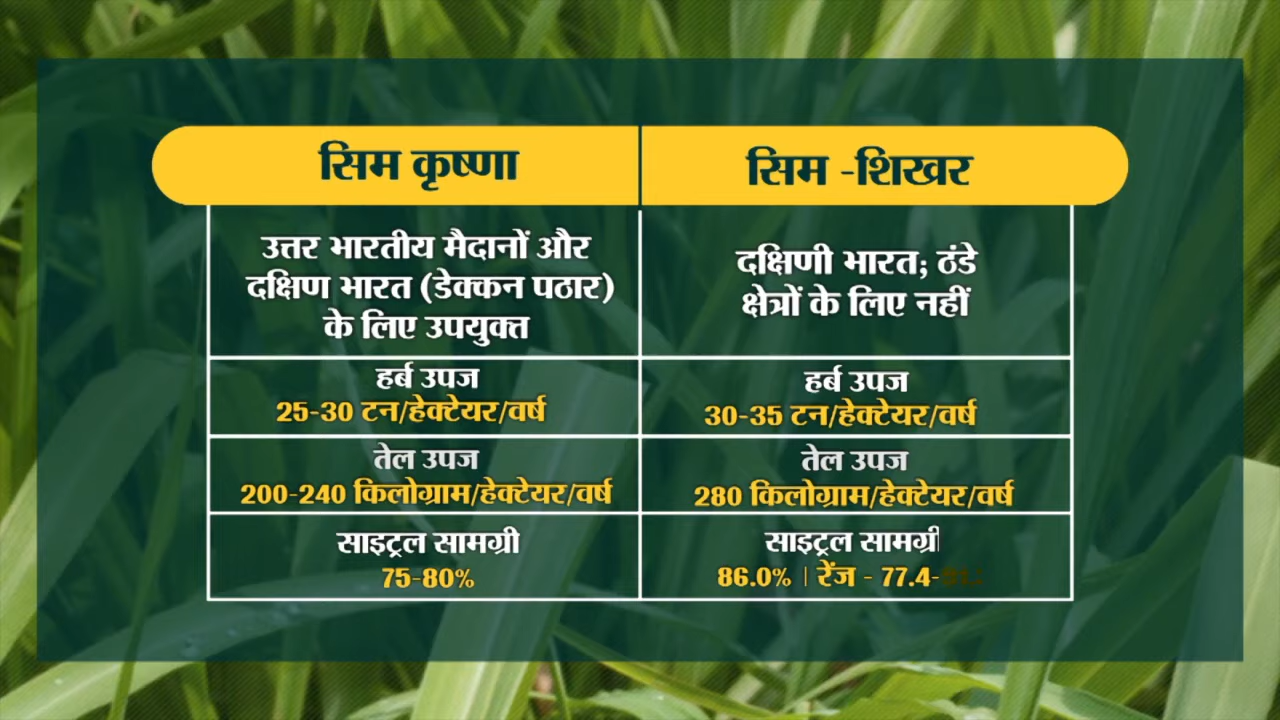 सिम कृष्णा
सिम -शिखर
उत्तर भारतीय मैदानों और
दक्षिण भारत (डेक्कन पठार)
के लिए उपयुक्त
दक्षिणी भारत; ठंडे
क्षेत्रों के लिए नहीं
हर्ब उपज
25-30 टन/हेक्टेयर/वर्ष
हर्ब उपज
30-35 टन/हेक्टेयर/वर्ष
तेल उपज
200-240 किलोग्राम/हेक्टेयर/वर्ष
तेल उपज
280 किलोग्राम/हेक्टेयर/वर्ष
साइट्रल सामग्री
75-80%
साइट्रल सामग्री
86.0% | रेंज - 77.4-